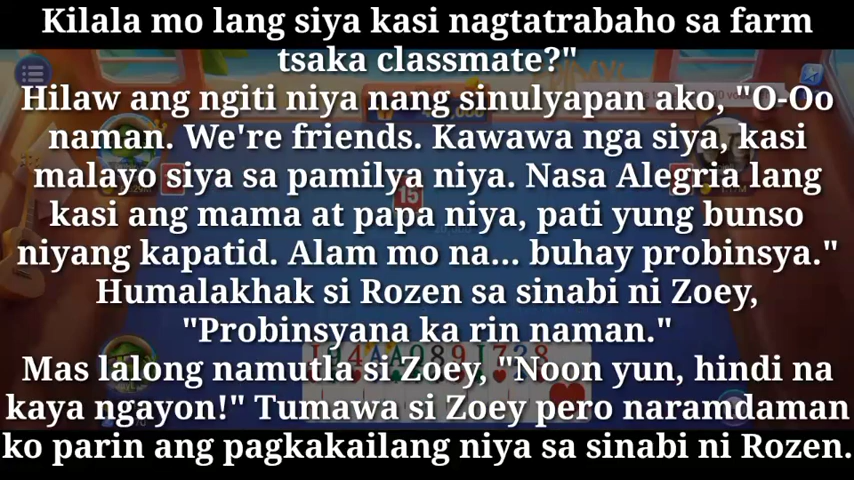 Kilala mo lang siya kasi nagtatrabaho sa farm
tsaka classmate?"
Hilaw ang ngiti niya nang sinulyapan ako, "O-Oo
naman. We're friends. Kawawa nga siya, kasi
malayo siya sa pamilya niya. Nasa Alegria lang
15
kasi ang mama at papa niya, pati yung bunso
niyang kapatid. Alam mo na... buhay probinsya."
Humalakhak si Rozen sa sinabi ni Zoey,
"Probinsyana ka rin naman."
Mas lalong namutla si Zoey, "Noon yun, hindi na
kaya ngayon!" Tumawa si Zoey pero naramdaman
ko parin ang pagkakailang niya sa sinabi ni Rozen.